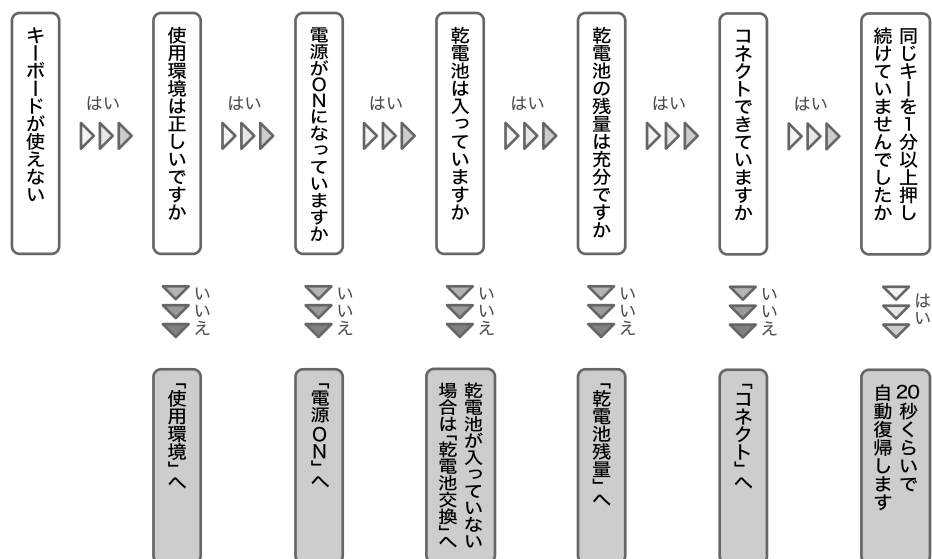 キーボードが使えない
はい
使用環境は正しいですか
はい
電源がONになっていますか
はい
乾電池は入っていますか
はい
乾電池の残量は充分ですか
はい
コネクトできていますか
はい
同じキーを1分以上押し
続けていませんでしたか
いいえ
いいえ
いいえ
いいえ
いいえ
はい
「使用環境」へ
「電源 ON」へ
乾電池が入っていない
場合は「乾電池交換」へ
「乾電池残量」へ
「コネクト」へ
20秒くらいで
自動復帰します